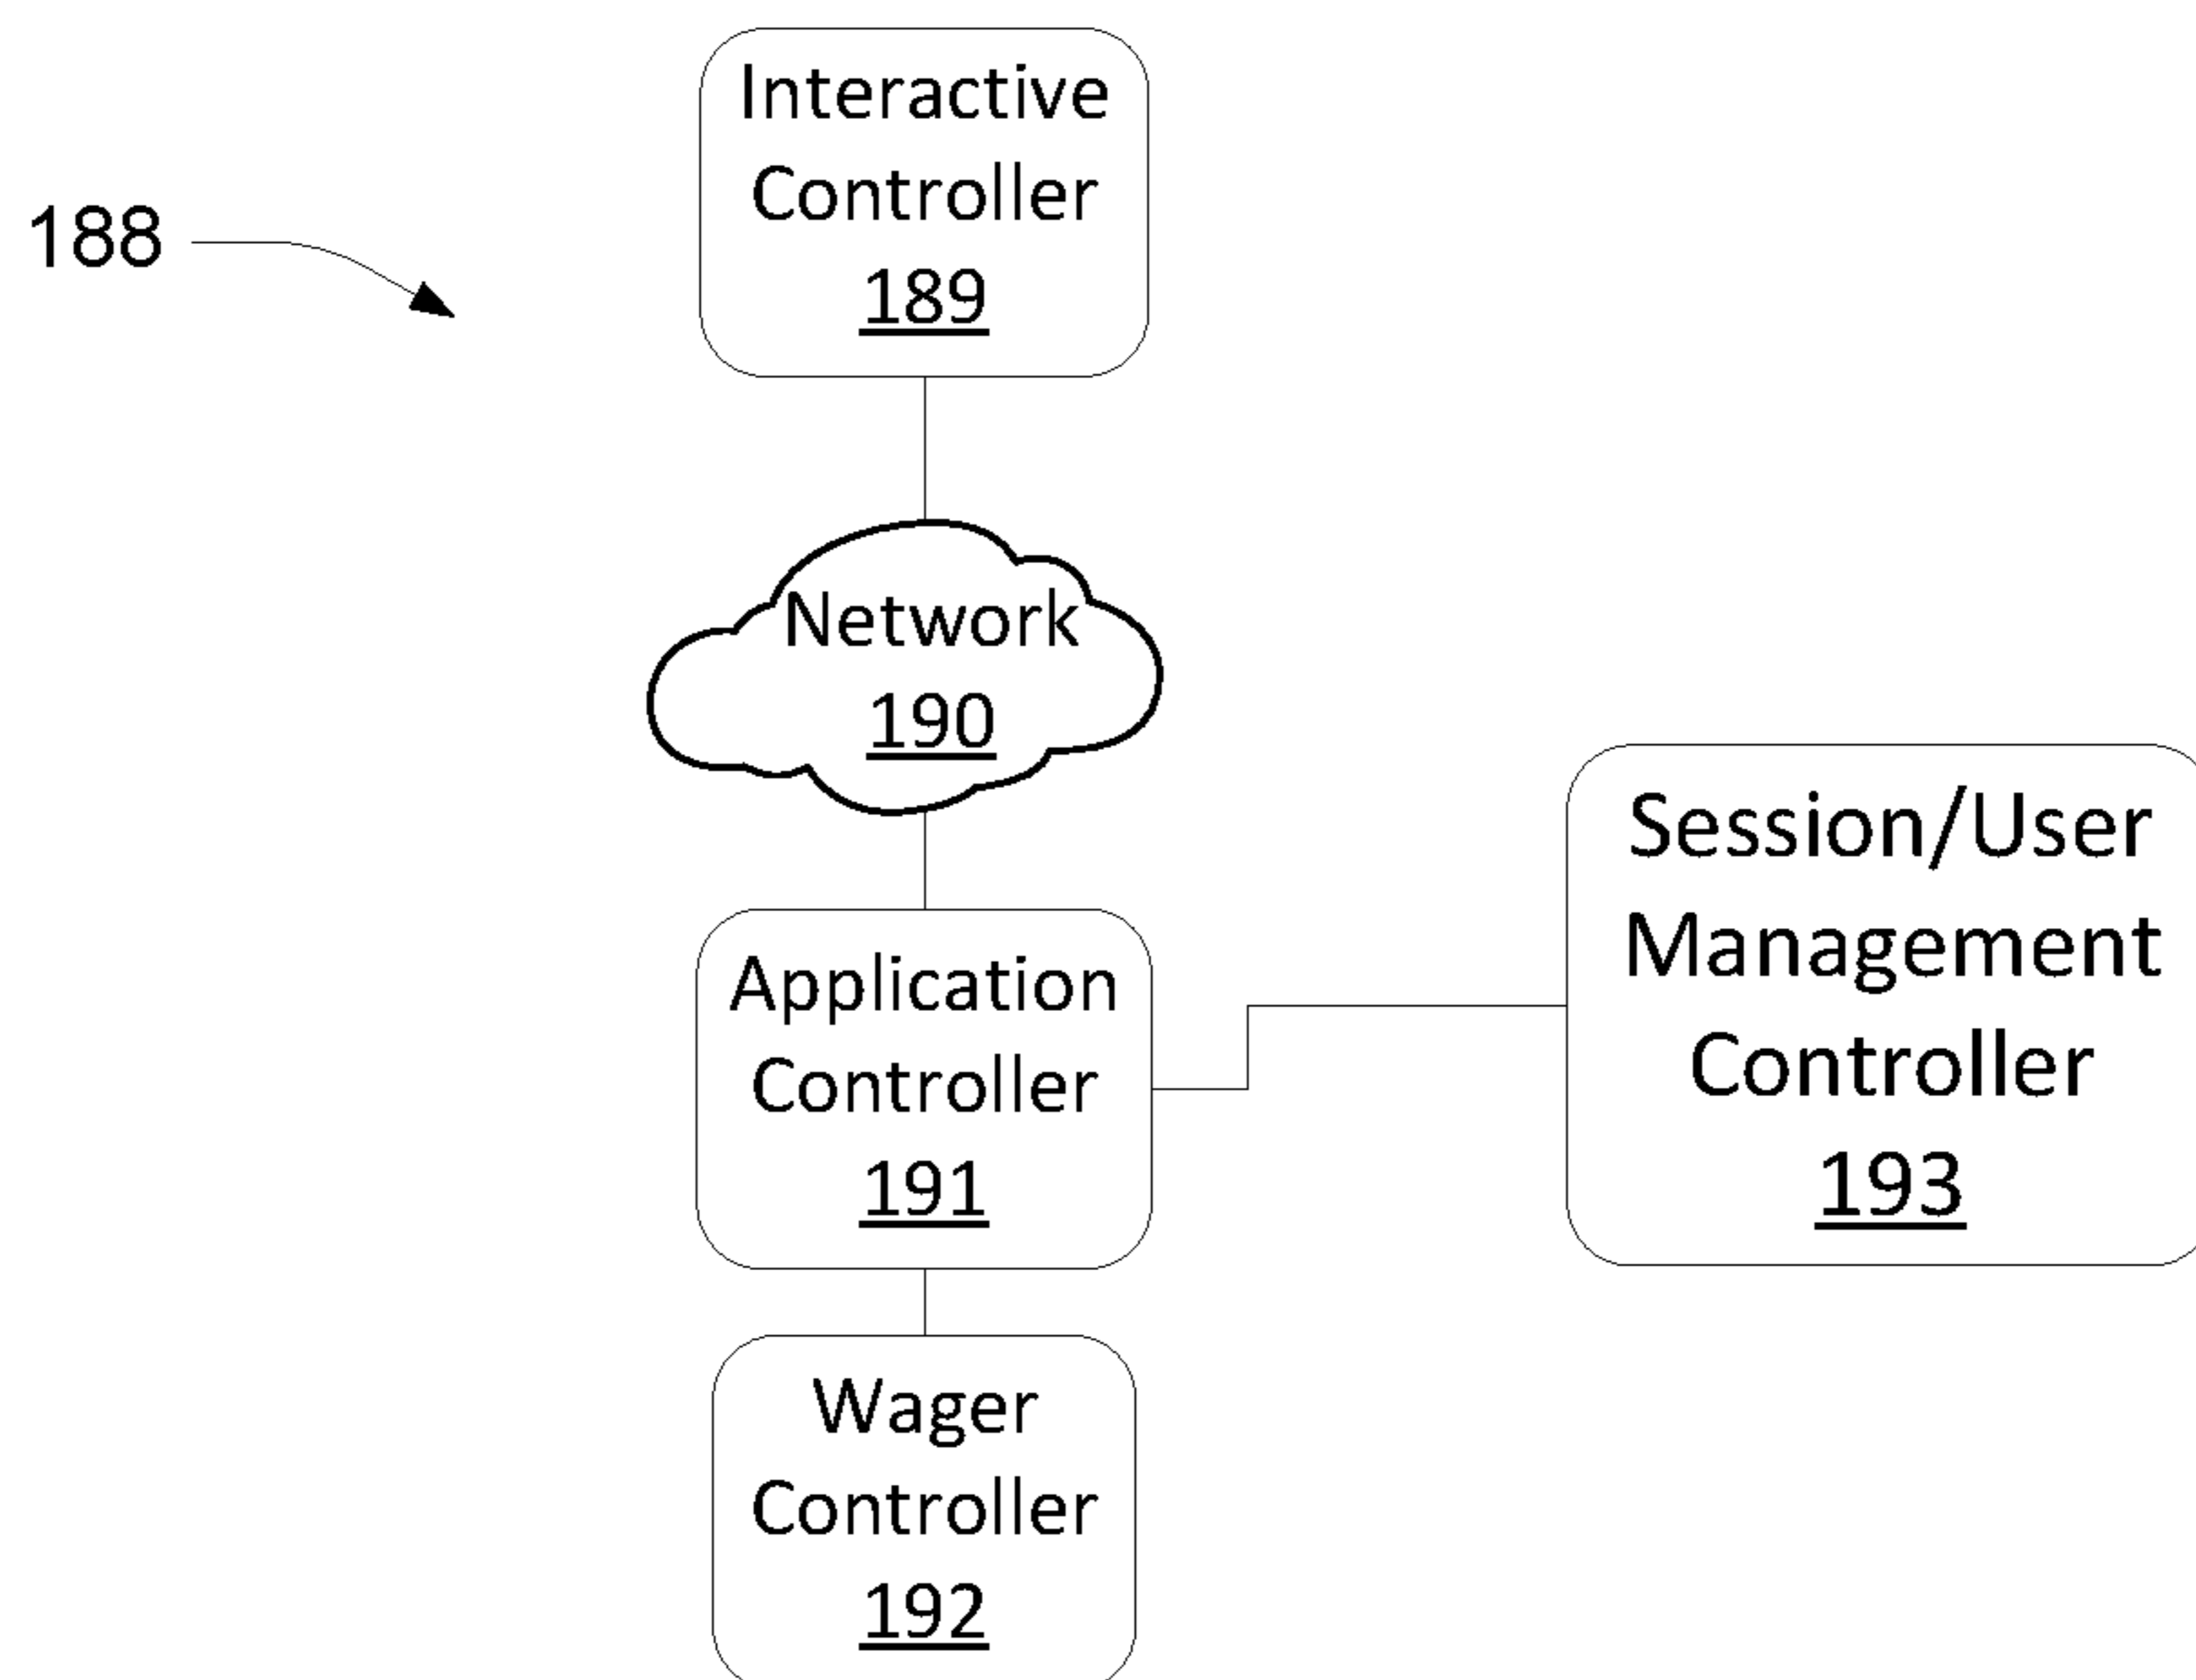 188
Interactive
Controller
189
Network
190
Application
Controller
191
Session/User
Management
Controller
193
Wager
Controller
192